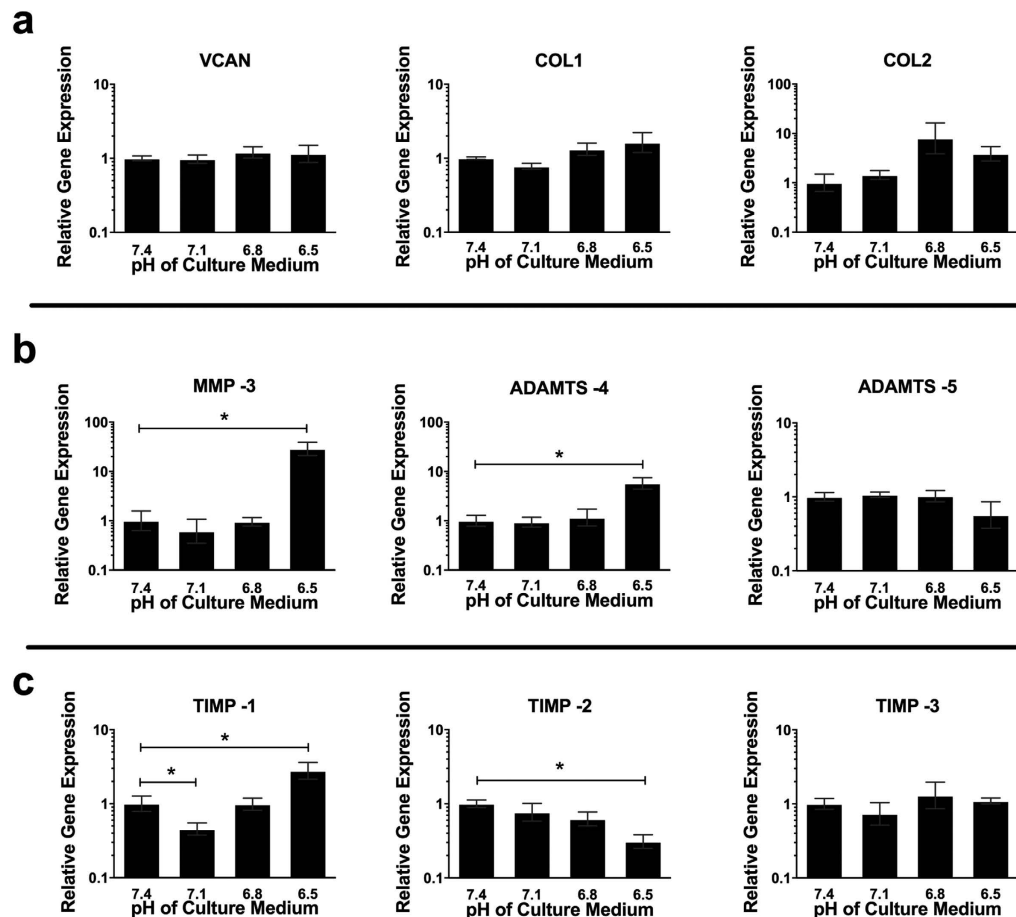 a
VCAN
COL1
COL2
Relative Gene Expression
10
1
0.1
7.4 7.1 6.8 6.5
pH of Culture Medium
Relative Gene Expression
10
1
0.1
7.4 7.1 6.8 6.5
pH of Culture Medium
Relative Gene Expression
100
10
1
0.1
7.4 7.1 6.8 6.5
pH of Culture Medium
b
MMP -3
ADAMTS -4
ADAMTS -5
Relative Gene Expression
100
10
1
0.1
*
7.4 7.1 6.8 6.5
pH of Culture Medium
Relative Gene Expression
100
10
1
0.1
*
7.4 7.1 6.8 6.5
pH of Culture Medium
Relative Gene Expression
10
1
0.1
7.4 7.1 6.8 6.5
pH of Culture Medium
c
TIMP -1
TIMP -2
TIMP -3
Relative Gene Expression
10
1
0.1
*
*
7.4 7.1 6.8 6.5
pH of Culture Medium
Relative Gene Expression
10
1
0.1
*
7.4 7.1 6.8 6.5
pH of Culture Medium
Relative Gene Expression
10
1
0.1
7.4 7.1 6.8 6.5
pH of Culture Medium